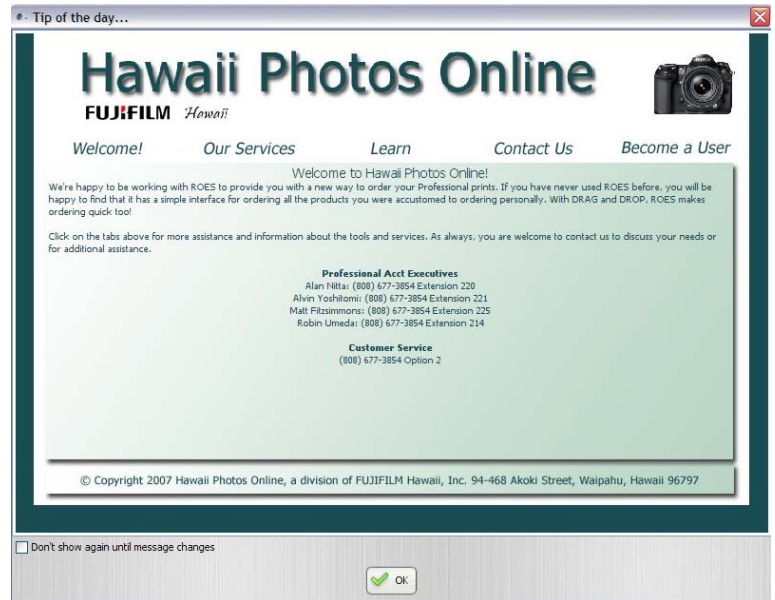 Tip of the day...
Hawaii Photos Online
FUJIFILM Hawaii
Welcome! Our Services Learn Contact Us Become a User
Welcome to Hawaii Photos Online!
We're happy to be working with ROES to provide you with a new way to order your Professional prints. If you have never used ROES before, you will be
happy to find that it has a simple interface for ordering all the products you were accustomed to ordering personally. With DRAG and DROP, ROES makes
ordering quick too!
Click on the tabs above for more assistance and information about the tools and services. As always, you are welcome to contact us to discuss your needs or
for additional assistance.
Professional Acct Executives
Alan Nitta: (808) 677-3854 Extension 220
Alvin Yoshitomi: (808) 677-3854 Extension 221
Matt Fitzsimmons: (808) 677-3854 Extension 225
Robin Umeda: (808) 677-3854 Extension 214
Customer Service
(808) 677-3854 Option 2
© Copyright 2007 Hawaii Photos Online, a division of FUJIFILM Hawaii, Inc. 94-468 Akoki Street, Waipahu, Hawaii 96797
Don't show again until message changes
OK